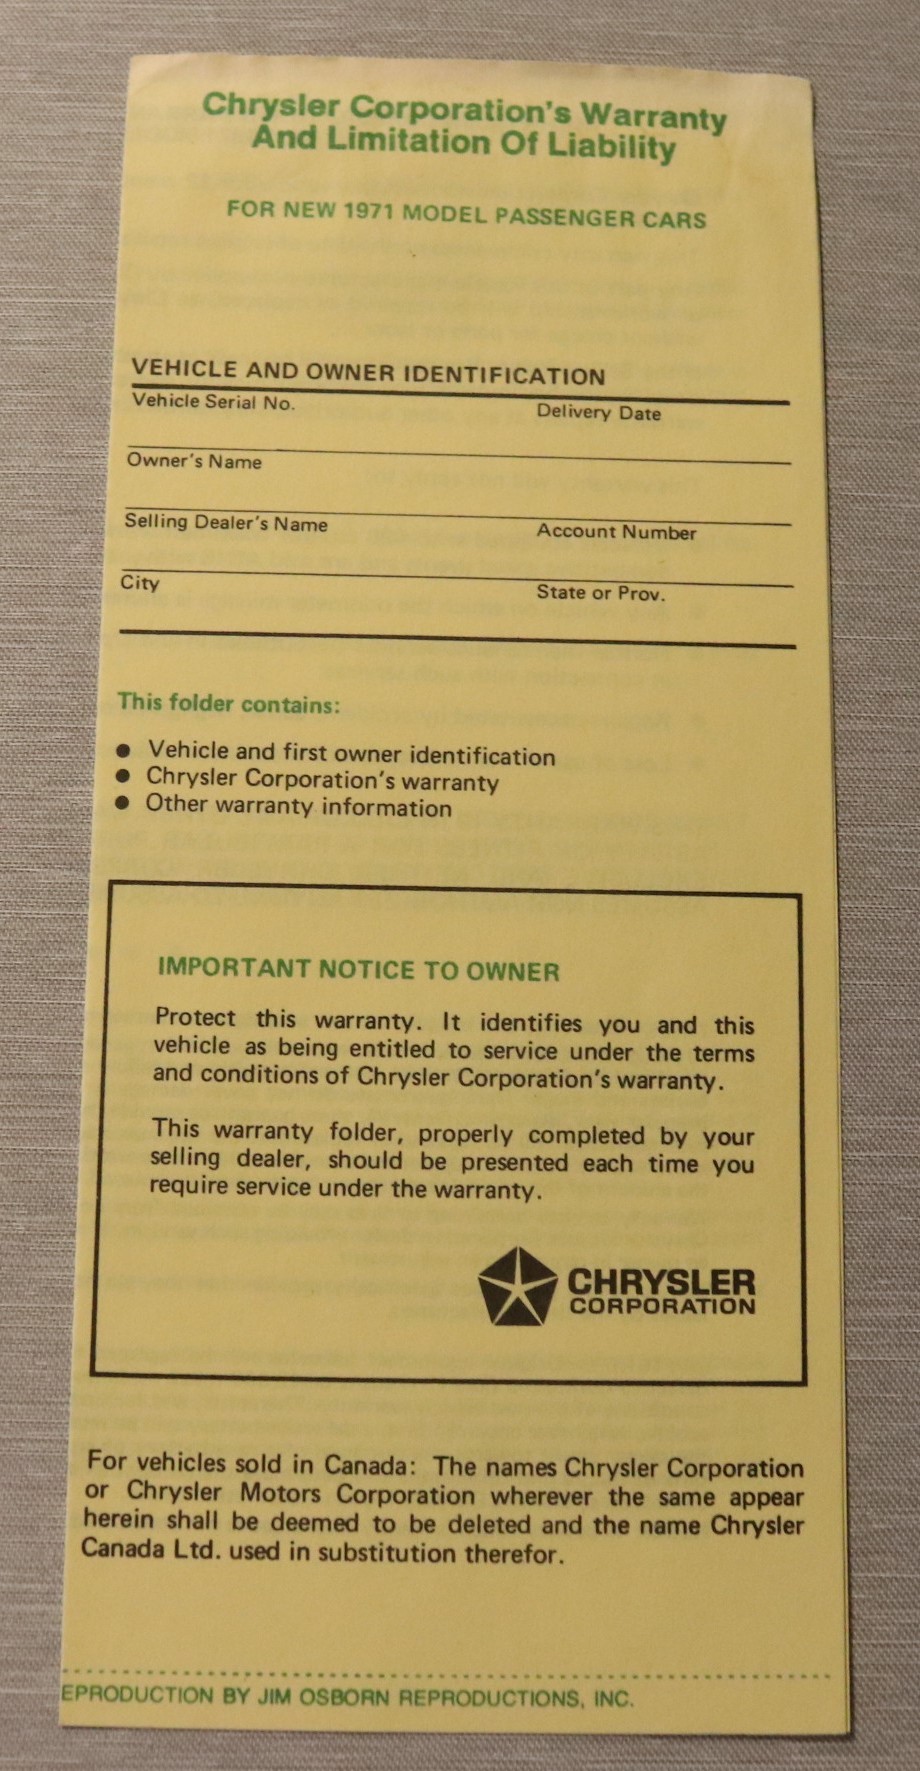 Chrysler Corporation's Warranty
And Limitation Of Liability
FOR NEW 1971 MODEL PASSENGER CARS
VEHICLE AND OWNER IDENTIFICATION
Vehicle Serial No. Delivery Date
Owner's Name
Selling Dealer's Name Account Number
City State or Prov.
This folder contains:
● Vehicle and first owner identification
● Chrysler Corporation's warranty
● Other warranty information
IMPORTANT NOTICE TO OWNER
Protect this warranty. It identifies you and this
vehicle as being entitled to service under the terms
and conditions of Chrysler Corporation's warranty.
This warranty folder, properly completed by your
selling dealer, should be presented each time you
require service under the warranty.
CHRYSLER
CORPORATION
For vehicles sold in Canada: The names Chrysler Corporation
or Chrysler Motors Corporation wherever the same appear
herein shall be deemed to be deleted and the name Chrysler
Canada Ltd. used in substitution therefor.
EPRODUCTION BY JIM OSBORN REPRODUCTIONS, INC.